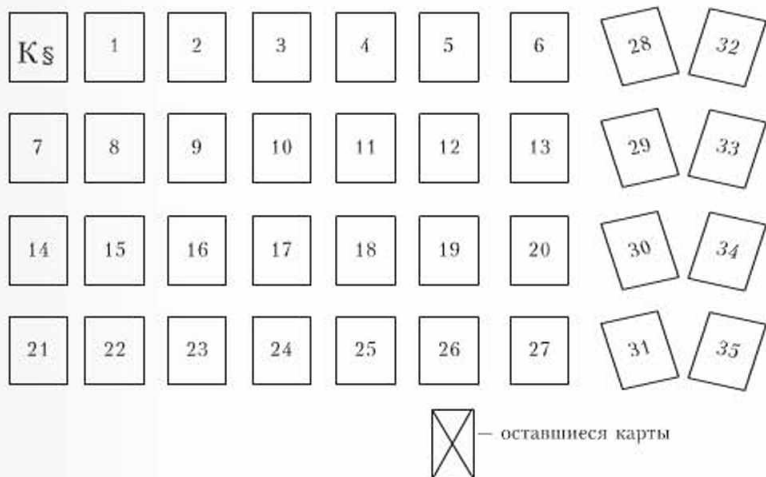 К§ 1 2 3 4 5 6 28 32
7 8 9 10 11 12 13 29 33
14 15 16 17 18 19 20 30 34
21 22 23 24 25 26 27 31 35
— оставшиеся карты